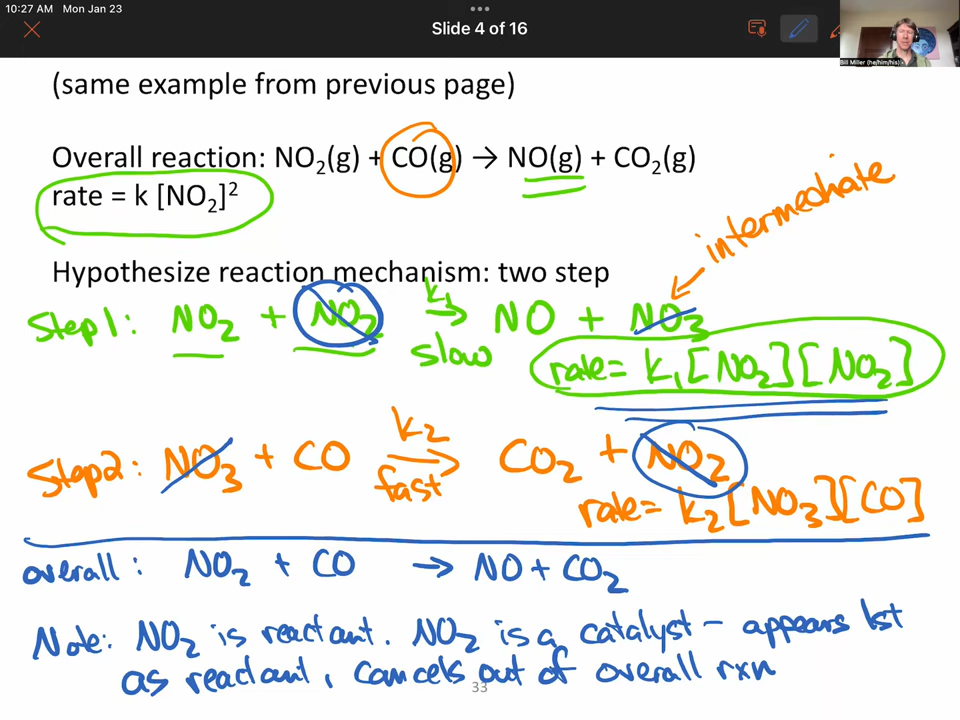 10:27 AM Mon Jan 23
Slide 4 of 16
Bill Miller (he/him/his)
(same example from previous page)
Overall reaction: NO₂(g) + CO(g) → NO(g) + CO₂(g)
rate = k [NO₂]²
intermediate
Hypothesize reaction mechanism: two step
Step1: NO₂ + NO₂ k₁ → slow NO + NO₃
rate = k₁[NO₂][NO₂]
Step2: NO₃ + CO k₂ → fast CO₂ + NO₂
rate = k₂[NO₃][CO]
overall: NO₂ + CO → NO + CO₂
Note: NO₂ is reactant. NO₂ is a catalyst – appears 1st
as reactant, cancels out of overall rxn
33